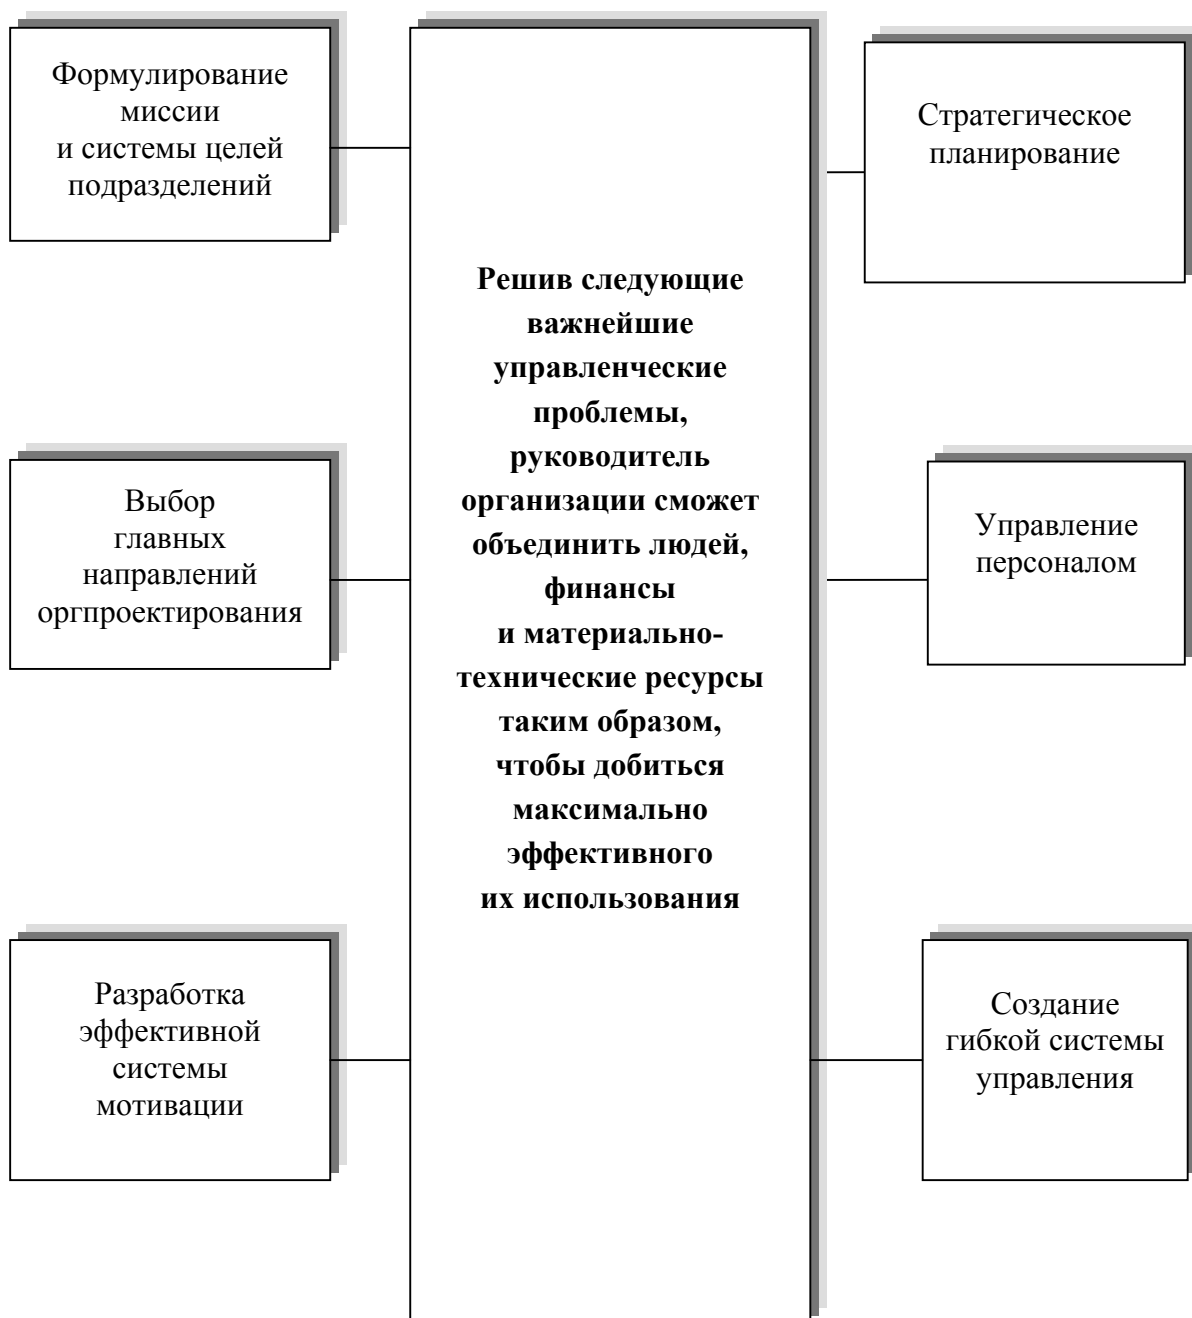 Формулирование
миссии
и системы целей
подразделений
Выбор
главных
направлений
оргпроектирования
Разработка
эффективной
системы
мотивации
Решив следующие
важнейшие
управленческие
проблемы,
руководитель
организации сможет
объединить людей,
финансы
и материально-
технические ресурсы
таким образом,
чтобы добиться
максимально
эффективного
их использования
Стратегическое
планирование
Управление
персоналом
Создание
гибкой системы
управления